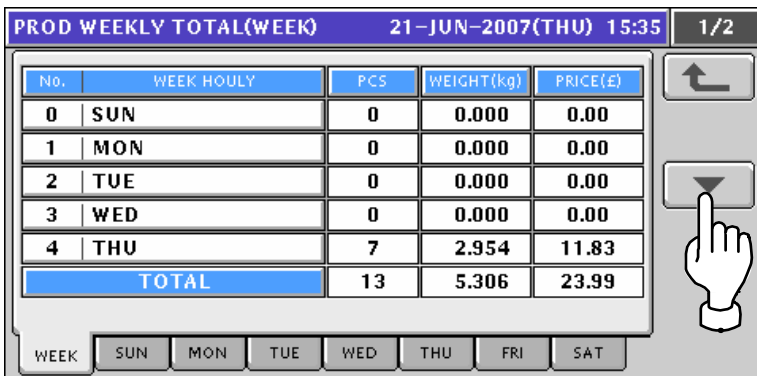 PROD WEEKLY TOTAL(WEEK) 21-JUN-2007(THU) 15:35 1/2
No. WEEK HOULY PCS WEIGHT(kg) PRICE(£)
0 SUN 0 0.000 0.00
1 MON 0 0.000 0.00
2 TUE 0 0.000 0.00
3 WED 0 0.000 0.00
4 THU 7 2.954 11.83
TOTAL 13 5.306 23.99
WEEK SUN MON TUE WED THU FRI SAT